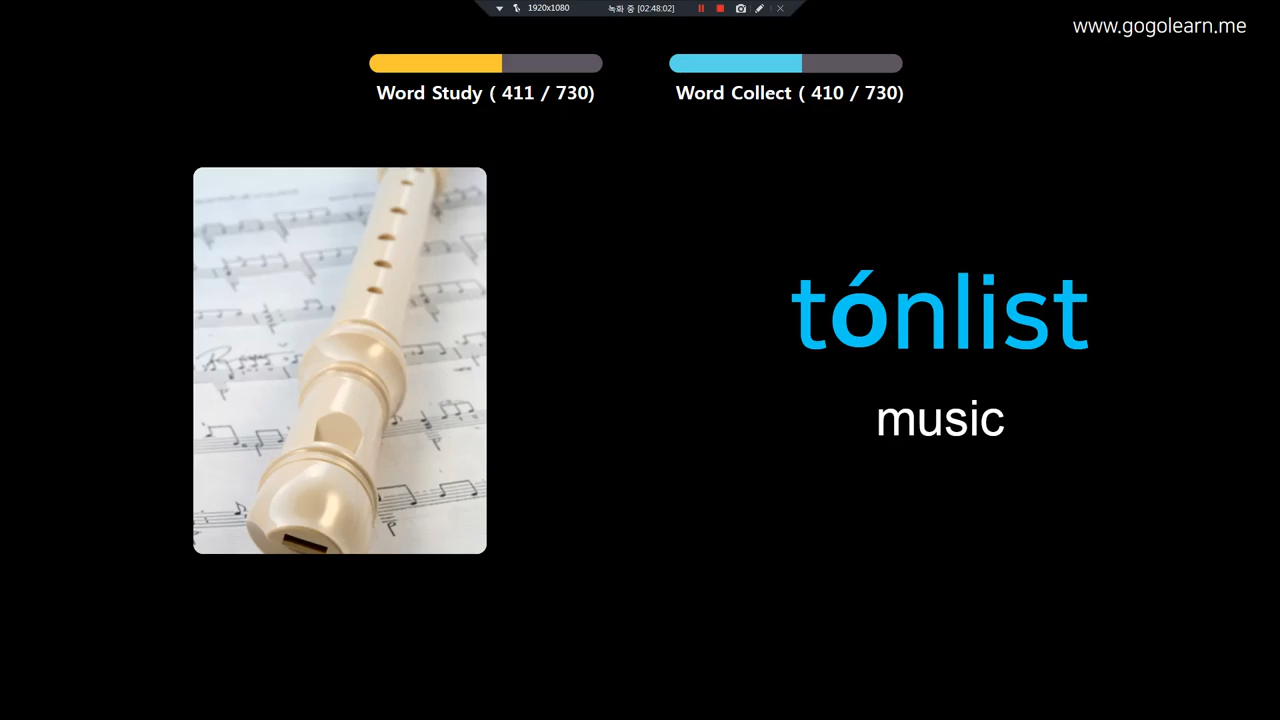 1920x1080 녹화 중 [02:48:02]
www.gogolearn.me
Word Study ( 411 / 730)
Word Collect ( 410 / 730)
tónlist
music